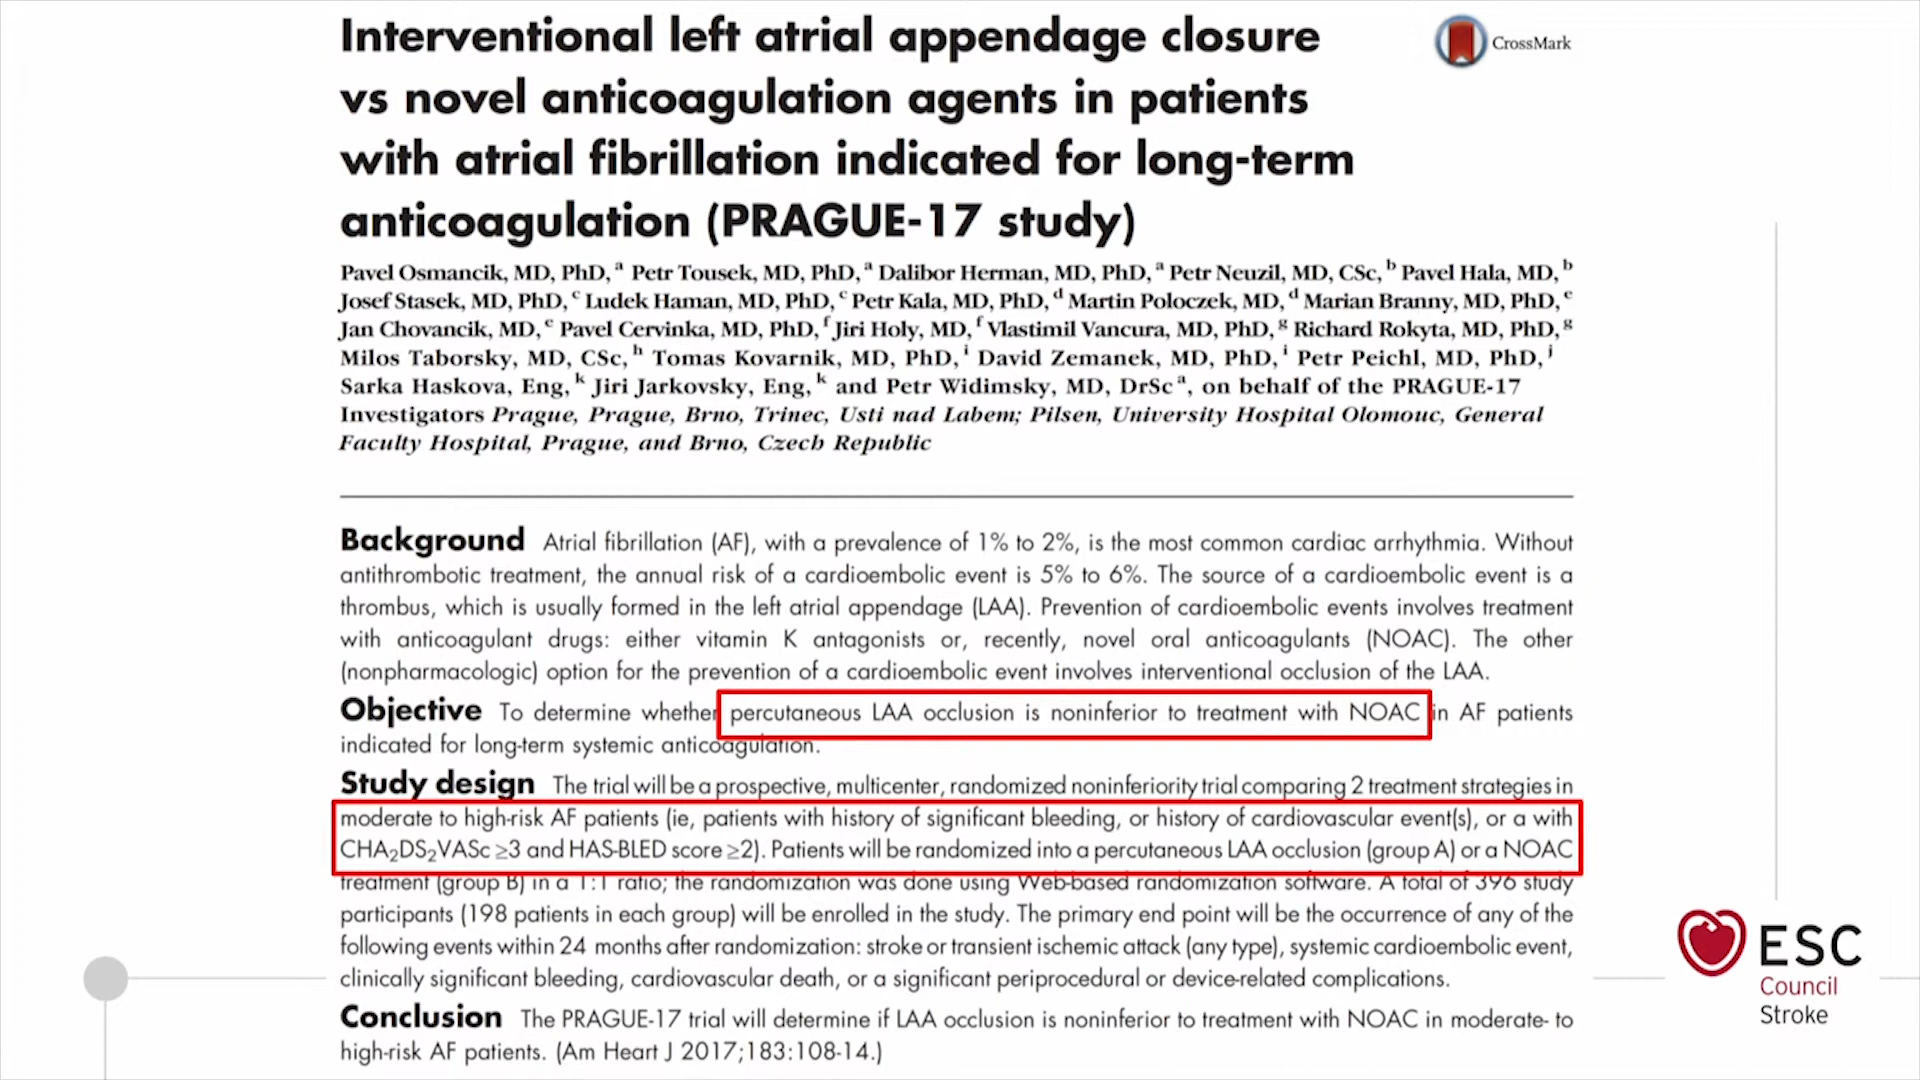 Interventional left atrial appendage closure
vs novel anticoagulation agents in patients
with atrial fibrillation indicated for long-term
anticoagulation (PRAGUE-17 study)
CrossMark
Pavel Osmancik, MD, PhD, a Petr Tousek, MD, PhD, a Dalibor Herman, MD, PhD, a Petr Neuzil, MD, CSc, b Pavel Hala, MD, b
Josef Stasek, MD, PhD, c Ludek Haman, MD, PhD, c Petr Kala, MD, PhD, d Martin Poloczek, MD, d Marian Branny, MD, PhD, e
Jan Chovancik, MD, e Pavel Cervinka, MD, PhD, f Jiri Holy, MD, f Vlastimil Vancura, MD, PhD, g Richard Rokyta, MD, PhD, g
Milos Taborsky, MD, CSc, h Tomas Kovarnik, MD, PhD, i David Zemanek, MD, PhD, i Petr Peichl, MD, PhD, j
Sarka Haskova, Eng, k Jiri Jarkovsky, Eng, k and Petr Widimsky, MD, DrSc a, on behalf of the PRAGUE-17
Investigators Prague, Prague, Brno, Trinec, Usti nad Labem; Pilsen, University Hospital Olomouc, General
Faculty Hospital, Prague, and Brno, Czech Republic
Background Atrial fibrillation (AF), with a prevalence of 1% to 2%, is the most common cardiac arrhythmia. Without
antithrombotic treatment, the annual risk of a cardioembolic event is 5% to 6%. The source of a cardioembolic event is a
thrombus, which is usually formed in the left atrial appendage (LAA). Prevention of cardioembolic events involves treatment
with anticoagulant drugs: either vitamin K antagonists or, recently, novel oral anticoagulants (NOAC). The other
(nonpharmacologic) option for the prevention of a cardioembolic event involves interventional occlusion of the LAA.
Objective To determine whether percutaneous LAA occlusion is noninferior to treatment with NOAC in AF patients
indicated for long-term systemic anticoagulation.
Study design The trial will be a prospective, multicenter, randomized noninferiority trial comparing 2 treatment strategies in
moderate to high-risk AF patients (ie, patients with history of significant bleeding, or history of cardiovascular event(s), or a with
CHA2DS2VASc ≥3 and HAS-BLED score ≥2). Patients will be randomized into a percutaneous LAA occlusion (group A) or a NOAC
treatment (group B) in a 1:1 ratio; the randomization was done using Web-based randomization software. A total of 396 study
participants (198 patients in each group) will be enrolled in the study. The primary end point will be the occurrence of any of the
following events within 24 months after randomization: stroke or transient ischemic attack (any type), systemic cardioembolic event,
clinically significant bleeding, cardiovascular death, or a significant periprocedural or device-related complications.
Conclusion The PRAGUE-17 trial will determine if LAA occlusion is noninferior to treatment with NOAC in moderate- to
high-risk AF patients. (Am Heart J 2017;183:108-14.)
ESC
Council
Stroke